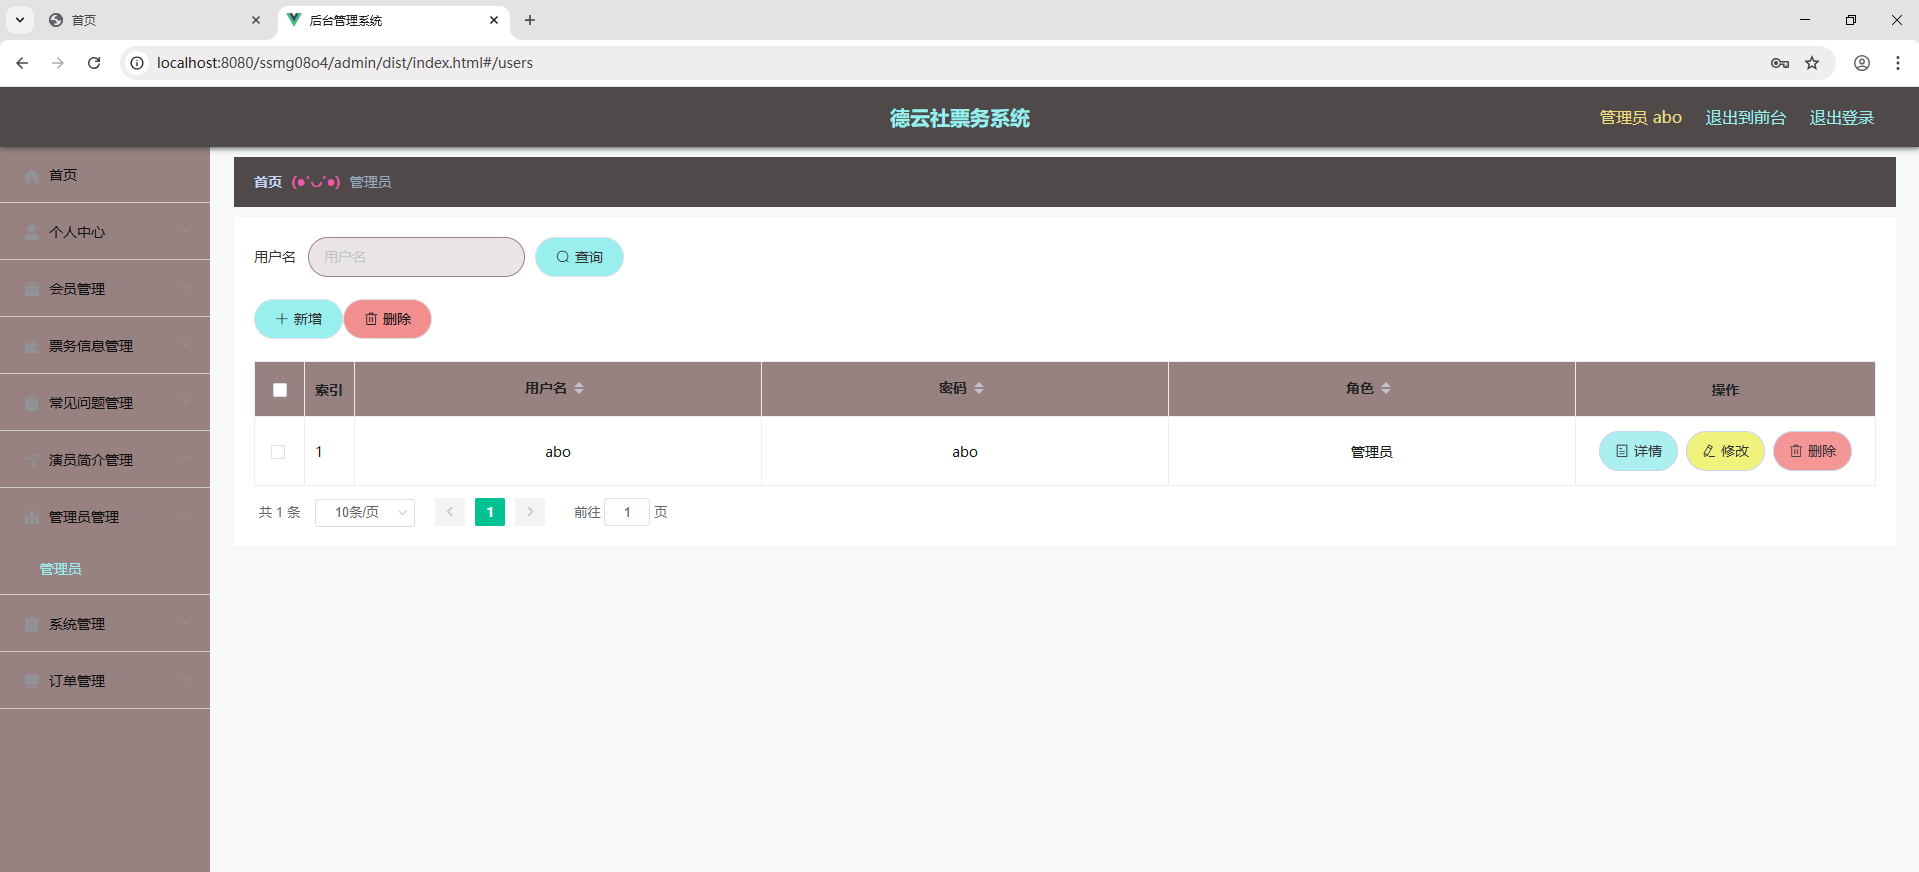 首页
后台管理系统
localhost:8080/ssmg08o4/admin/dist/index.html#/users
德云社票务系统
管理员 abo 退出到前台 退出登录
首页
个人中心
会员管理
票务信息管理
常见问题管理
演员简介管理
管理员管理
管理员
系统管理
订单管理
首页 (●'◡'●) 管理员
用户名 用户名 查询
新增 删除
索引 用户名 密码 角色 操作
1 abo abo 管理员 详情 修改 删除
共 1 条 10条/页 1 前往 1 页